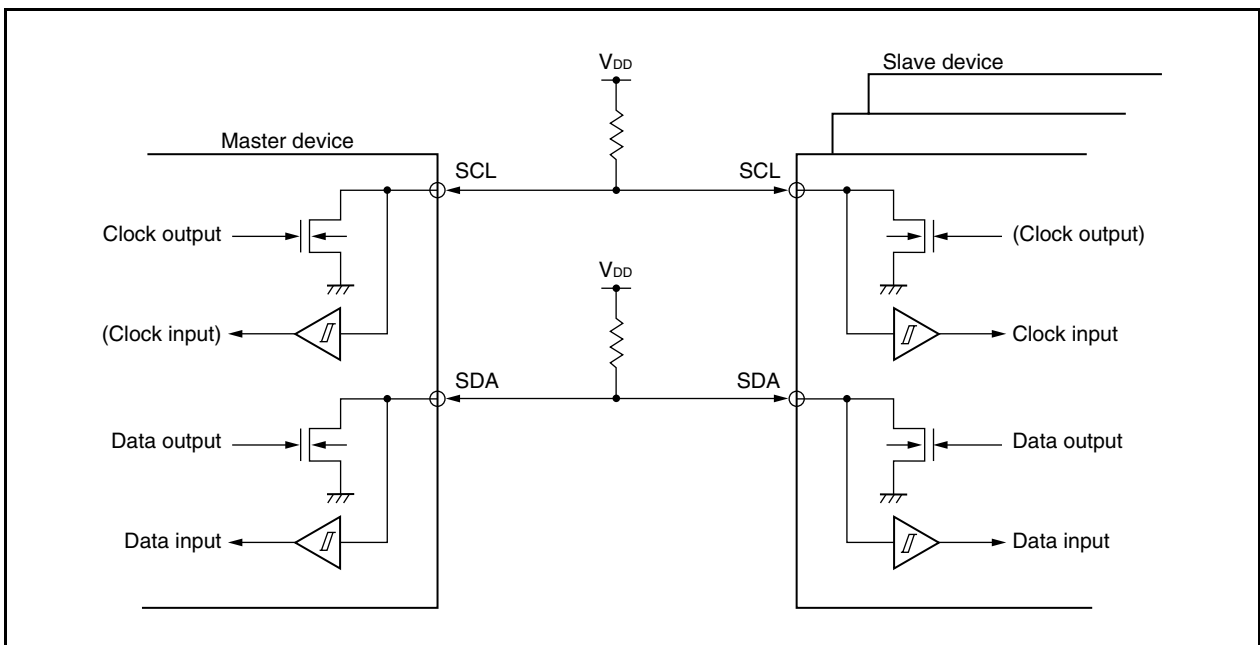 VDD
Slave device
Master device
SCL
SCL
Clock output
(Clock output)
VDD
(Clock input)
Clock input
SDA
SDA
Data output
Data output
Data input
Data input